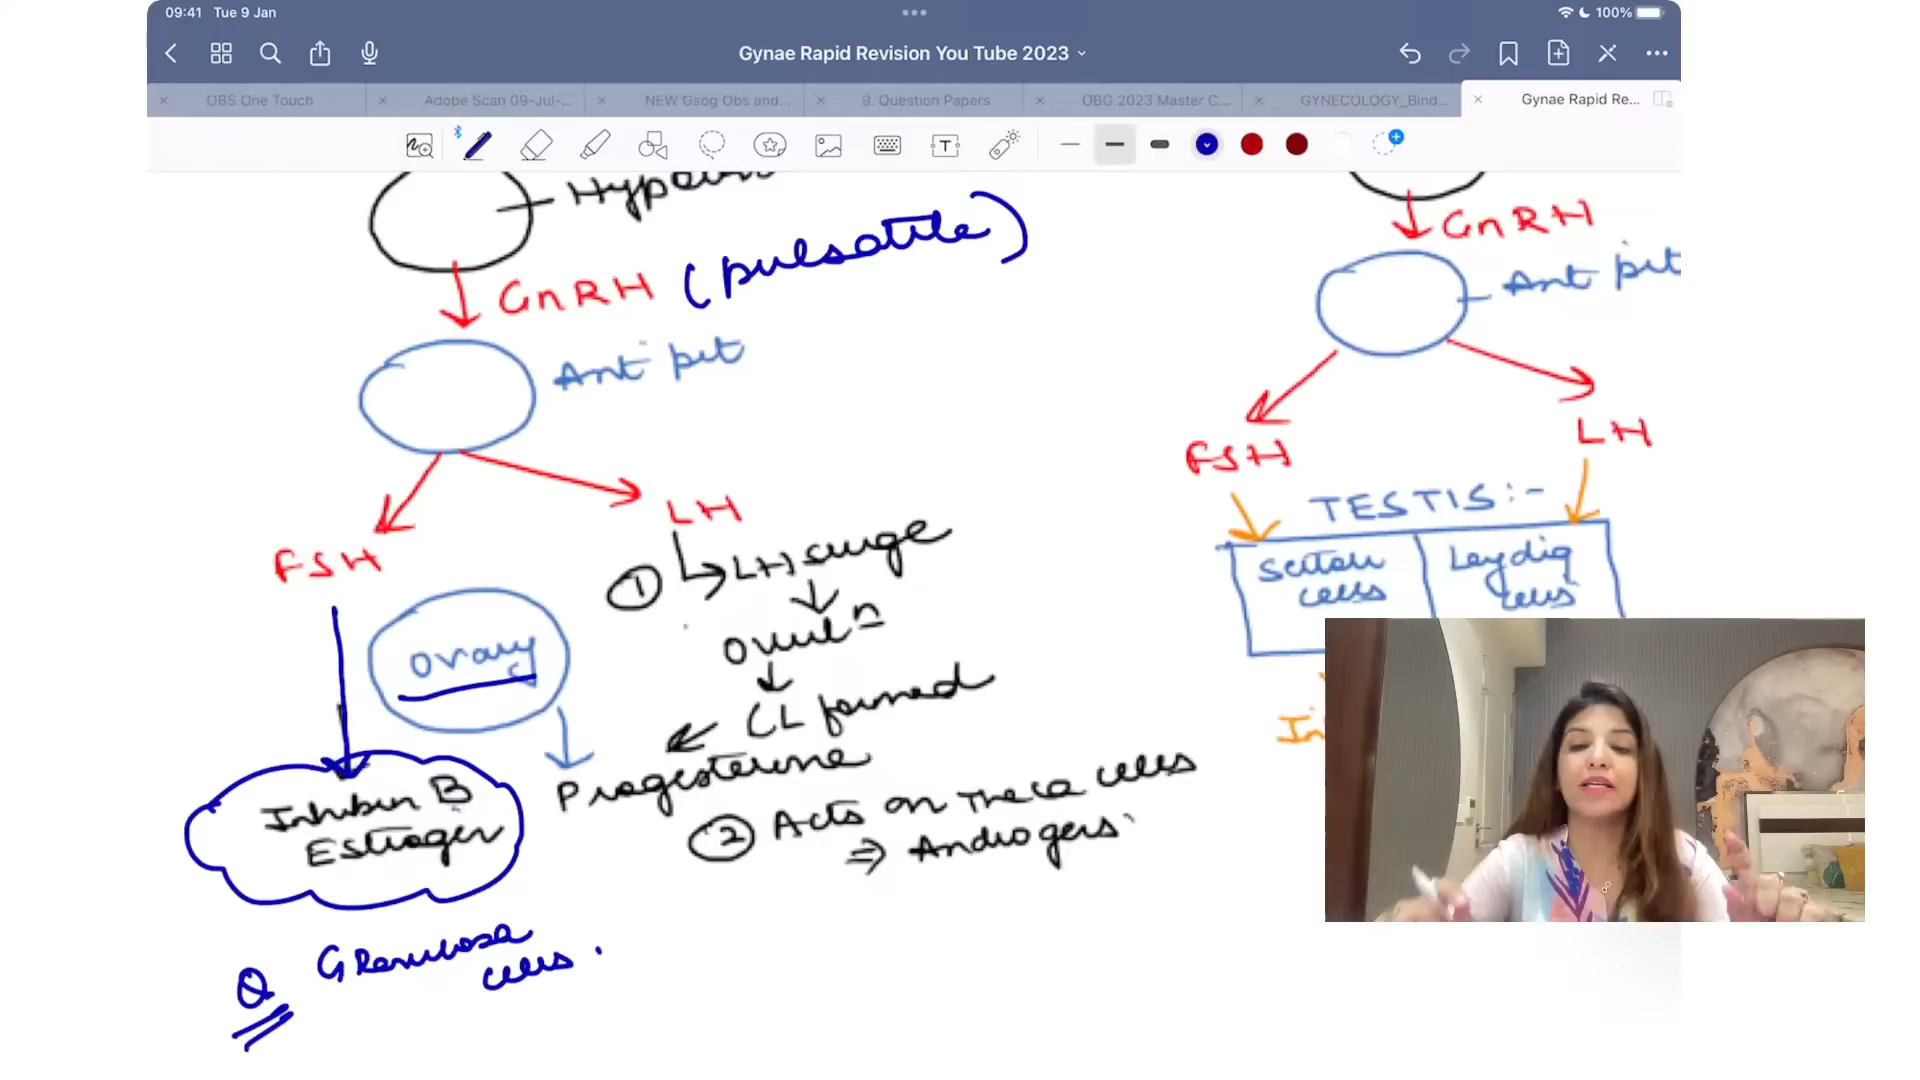 09:41 Tue 9 Jan
100%
Gynae Rapid Revision You Tube 2023
OBS One Touch
Adobe Scan 09-Jul-...
NEW Gsog Obs and...
9. Question Papers
OBG 2023 Master C...
GYNECOLOGY_Bind...
Gynae Rapid Re...
GnRH (pulsatile)
Ant pit
FSH
LH
① LH surge
Ovulⁿ
CL formed
Ovary
Progesterone
Inhibin B
Estrogen
② Acts on Theca cells
⇒ Androgens
Q Granulosa
cells.
GnRH
Ant pit
FSH
LH
TESTIS:-
Sertoli
cells
Leydig
cells
In